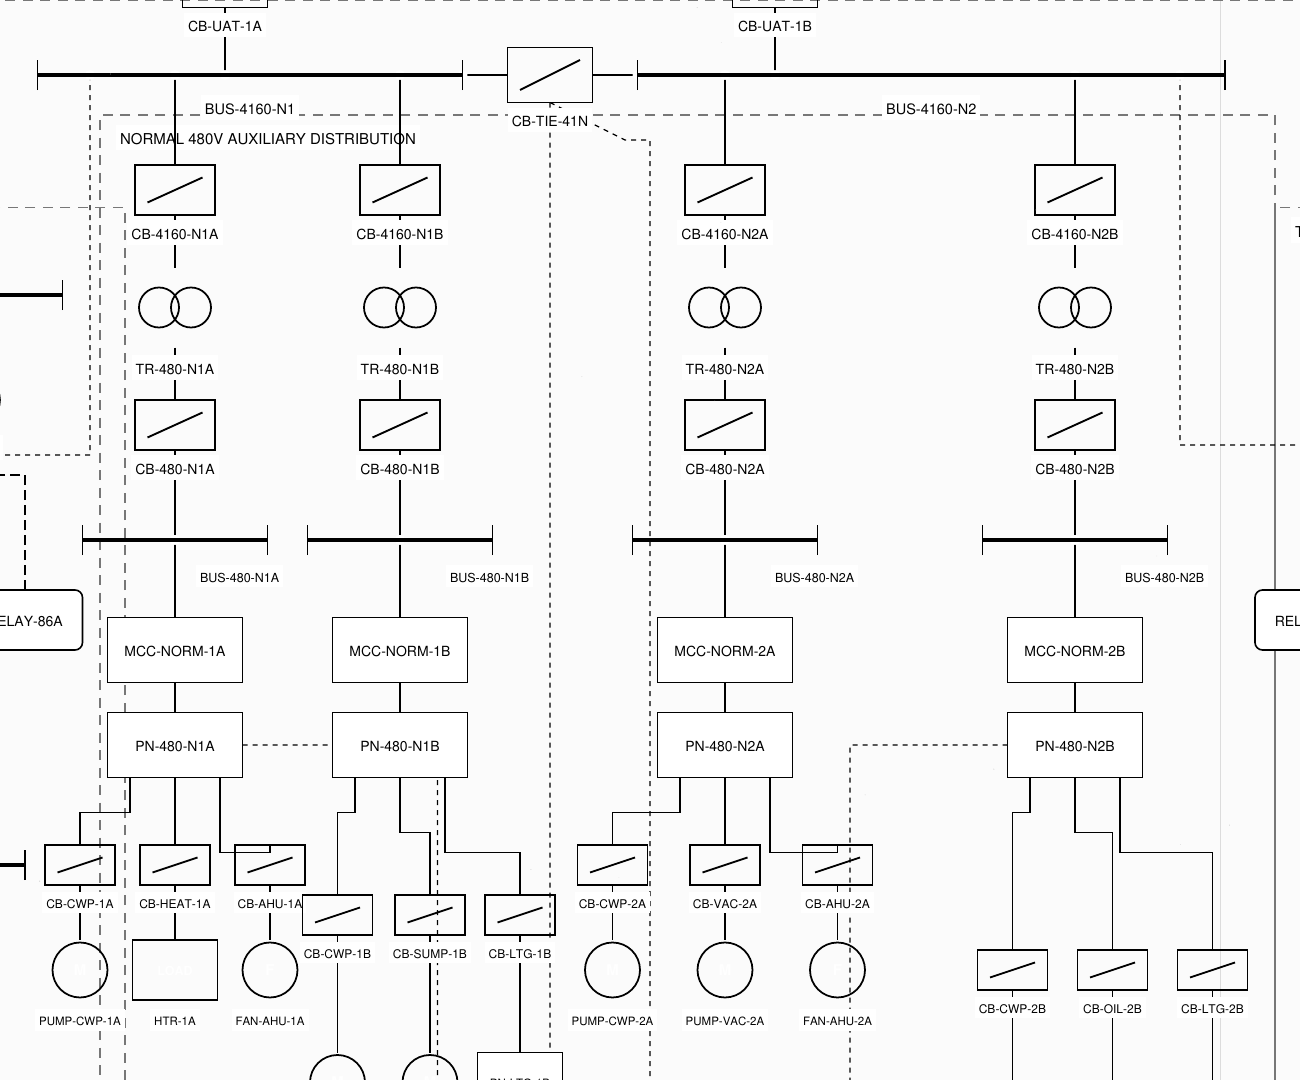 CB-UAT-1A
CB-UAT-1B
BUS-4160-N1
CB-TIE-41N
BUS-4160-N2
NORMAL 480V AUXILIARY DISTRIBUTION
CB-4160-N1A
CB-4160-N1B
CB-4160-N2A
CB-4160-N2B
TR-480-N1A
TR-480-N1B
TR-480-N2A
TR-480-N2B
CB-480-N1A
CB-480-N1B
CB-480-N2A
CB-480-N2B
BUS-480-N1A
BUS-480-N1B
BUS-480-N2A
BUS-480-N2B
ELAY-86A
REL
MCC-NORM-1A
MCC-NORM-1B
MCC-NORM-2A
MCC-NORM-2B
PN-480-N1A
PN-480-N1B
PN-480-N2A
PN-480-N2B
CB-CWP-1A
CB-HEAT-1A
CB-AHU-1A
CB-CWP-2A
CB-VAC-2A
CB-AHU-2A
CB-CWP-1B
CB-SUMP-1B
CB-LTG-1B
CB-CWP-2B
CB-OIL-2B
CB-LTG-2B
PUMP-CWP-1A
HTR-1A
FAN-AHU-1A
PUMP-CWP-2A
PUMP-VAC-2A
FAN-AHU-2A